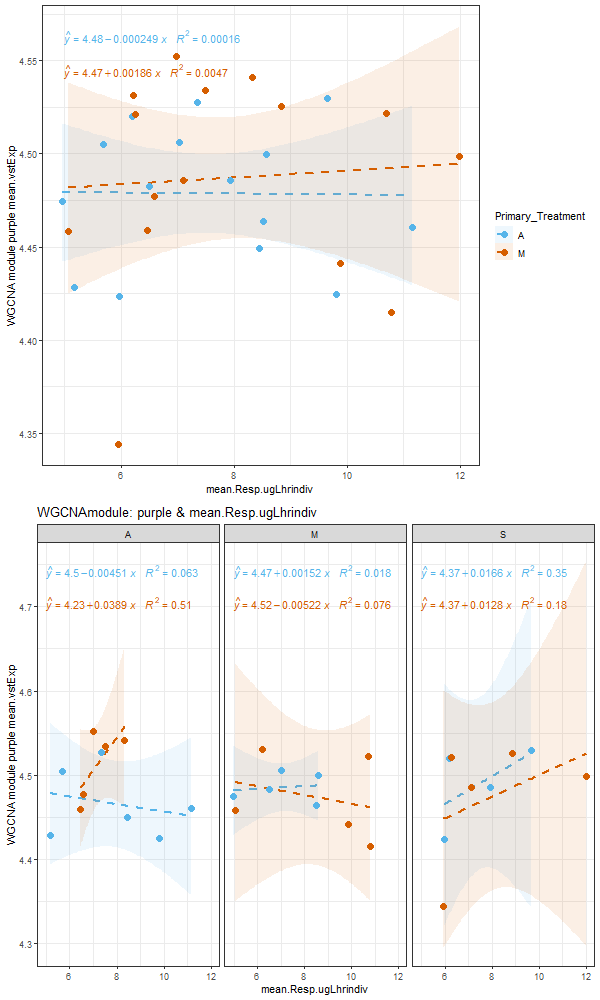 ŷ = 4.48 − 0.000249 x R² = 0.00016
ŷ = 4.47 + 0.00186 x R² = 0.0047
4.55
4.50
4.45
4.40
4.35
WGCNA module purple mean.vstExp
6 8 10 12
mean.Resp.ugLhrindiv
Primary_Treatment
A
M
WGCNAmodule: purple & mean.Resp.ugLhrindiv
A M S
ŷ = 4.5 − 0.00451 x R² = 0.063
ŷ = 4.23 + 0.0389 x R² = 0.51
ŷ = 4.47 + 0.00152 x R² = 0.018
ŷ = 4.52 − 0.00522 x R² = 0.076
ŷ = 4.37 + 0.0166 x R² = 0.35
ŷ = 4.37 + 0.0128 x R² = 0.18
4.7
4.6
4.5
4.4
4.3
WGCNA module purple mean.vstExp
6 8 10 12 6 8 10 12 6 8 10 12
mean.Resp.ugLhrindiv